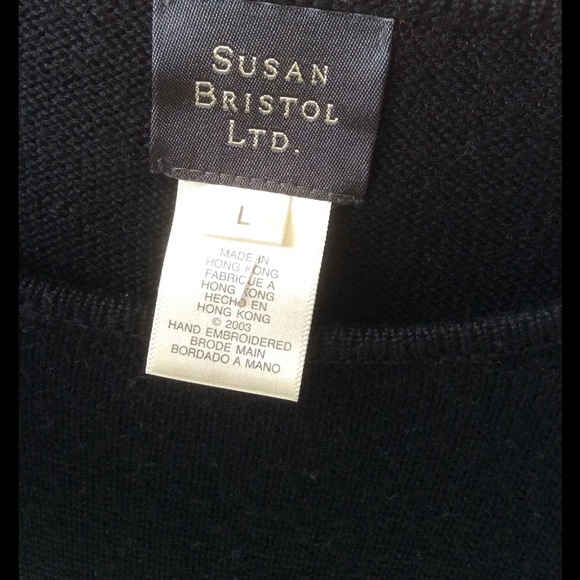 SUSAN
BRISTOL
LTD.
L
MADE IN
HONG KONG
FABRIQUE A
HONG KONG
HECHO EN
HONG KONG
© 2003
HAND EMBROIDERED
BRODE MAIN
BORDADO A MANO